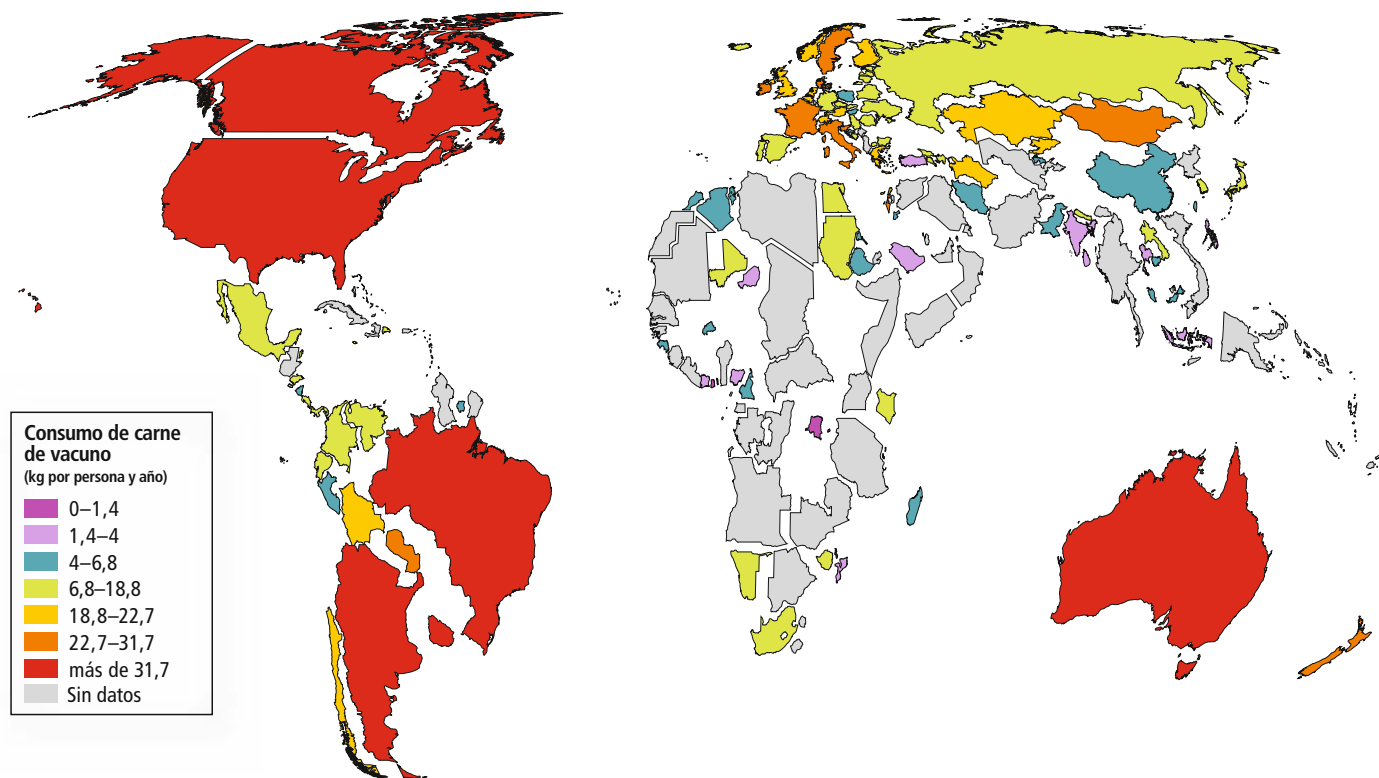 Consumo de carne
de vacuno
(kg por persona y año)
0–1,4
1,4–4
4–6,8
6,8–18,8
18,8–22,7
22,7–31,7
más de 31,7
Sin datos